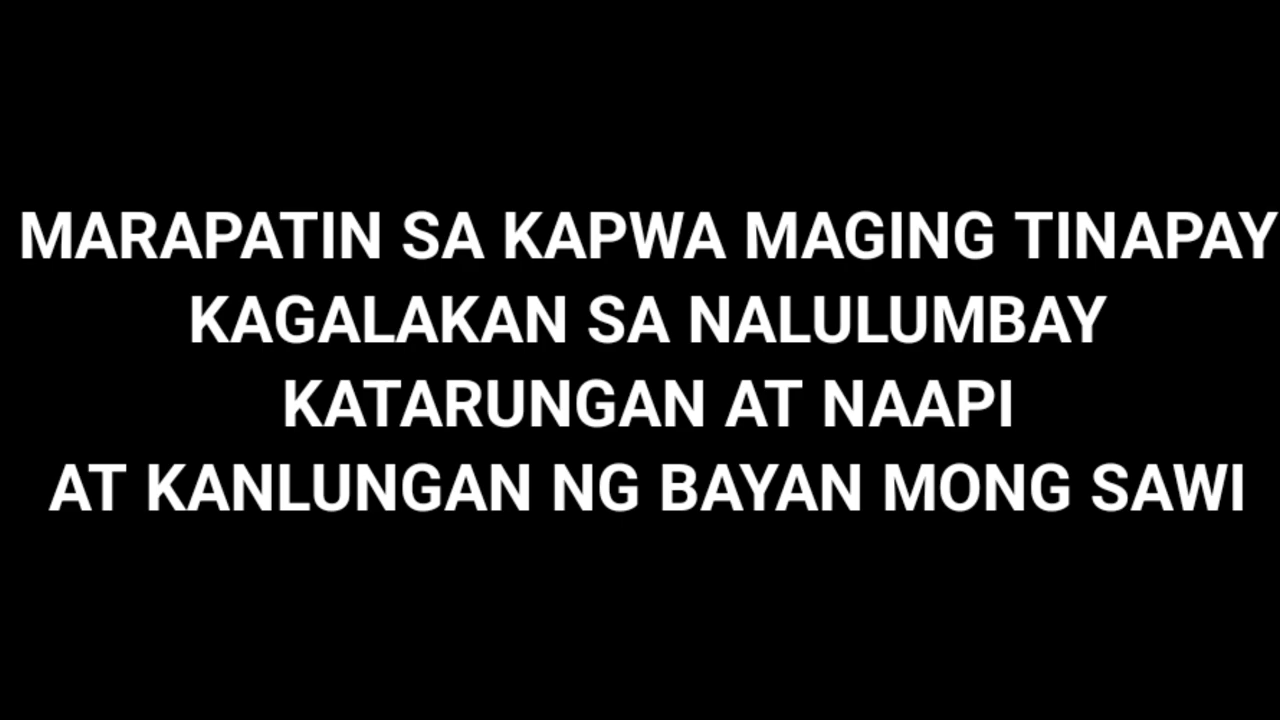 MARAPATIN SA KAPWA MAGING TINAPAY
KAGALAKAN SA NALULUMBAY
KATARUNGAN AT NAAPI
AT KANLUNGAN NG BAYAN MONG SAWI